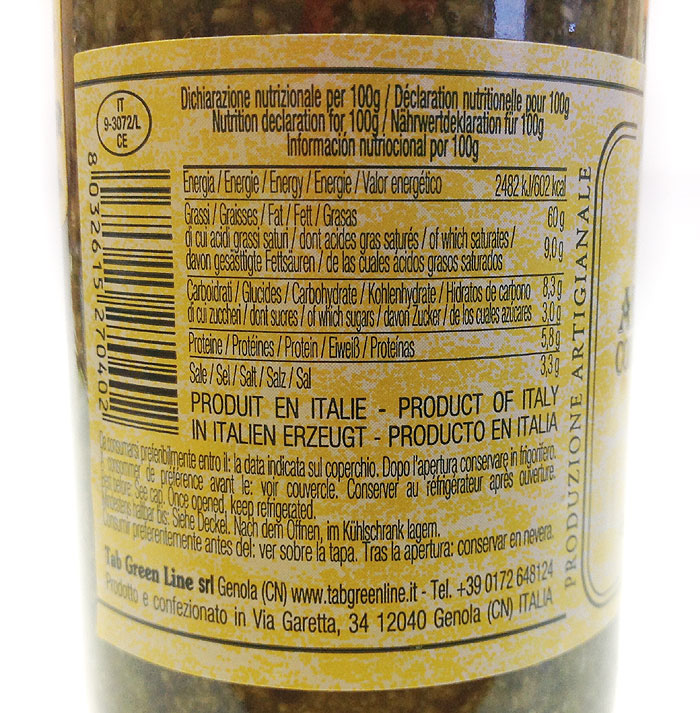 IT
9-3072/L
CE
8 032615 270402
Dichiarazione nutrizionale per 100g / Déclaration nutritionelle pour 100g
Nutrition declaration for 100g / Nährwertdeklaration für 100g
Información nutriocional por 100g
Energia / Energie / Energy / Energie / Valor energético 2482 kJ/602 kcal
Grassi / Graisses / Fat / Fett / Grasas 60 g
di cui acidi grassi saturi / dont acides gras saturés / of which saturates /
davon gesättigte Fettsäuren / de las cuales ácidos grasos saturados 9,0 g
Carboidrati / Glucides / Carbohydrate / Kohlenhydrate / Hidratos de carbono 8,3 g
di cui zuccheri / dont sucres / of which sugars / davon Zucker / de los cuales azúcares 3,0 g
Proteine / Protéines / Protein / Eiweiß / Proteínas 5,8 g
Sale / Sel / Salt / Salz / Sal 3,3 g
PRODUIT EN ITALIE - PRODUCT OF ITALY
IN ITALIEN ERZEUGT - PRODUCTO EN ITALIA
Da consumarsi preferibilmente entro il: la data indicata sul coperchio. Dopo l'apertura conservare in frigorifero.
consommer de préférence avant le: voir couvercle. Conserver au réfrigérateur après ouverture.
before: See cap. Once opened, keep refrigerated.
haltbar bis: Siehe Deckel. Nach dem Öffnen, im Kühlschrank lagern.
Consumir preferentemente antes del: ver sobre la tapa. Tras la apertura: conservar en nevera.
Tab Green Line srl Genola (CN) www.tabgreenline.it - Tel. +39 0172 648124
Prodotto e confezionato in Via Garetta, 34 12040 Genola (CN) ITALIA
PRODUZIONE ARTIGIANALE